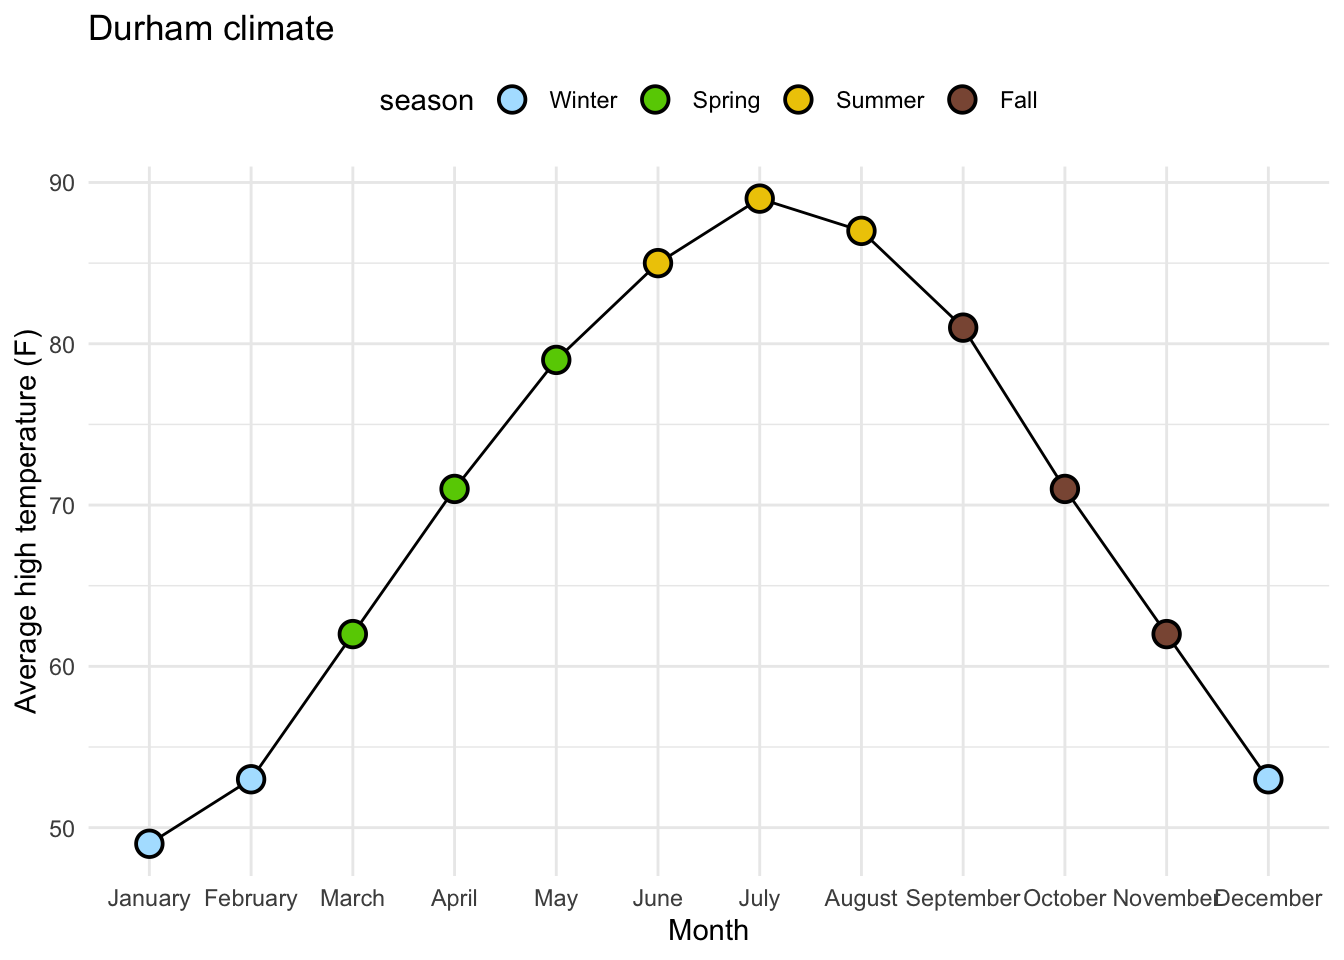 Durham climate
season Winter Spring Summer Fall
90
80
70
60
50
Average high temperature (F)
January February March April May June July August September October November December
Month